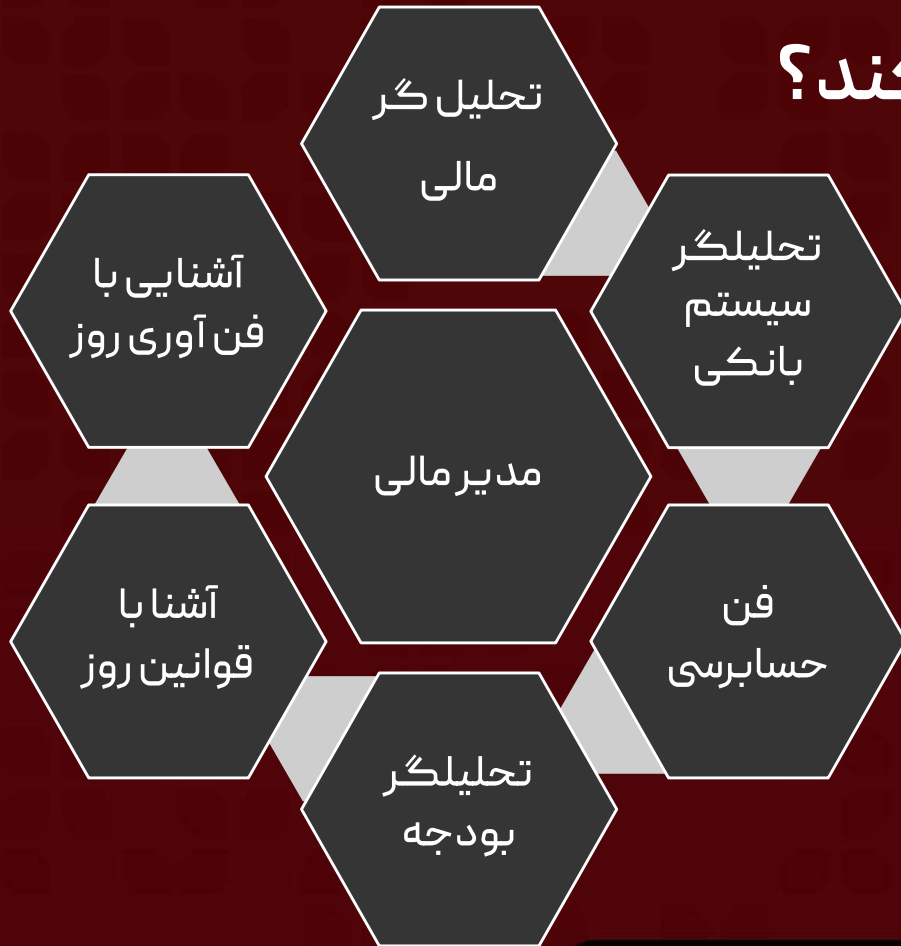 تحلیل گر
مالی
تحلیلگر
سیستم
بانکی
فن
حسابرسی
تحلیلگر
بودجه
آشنا با
قوانین روز
آشنایی با
فن آوری روز
مدیر مالی